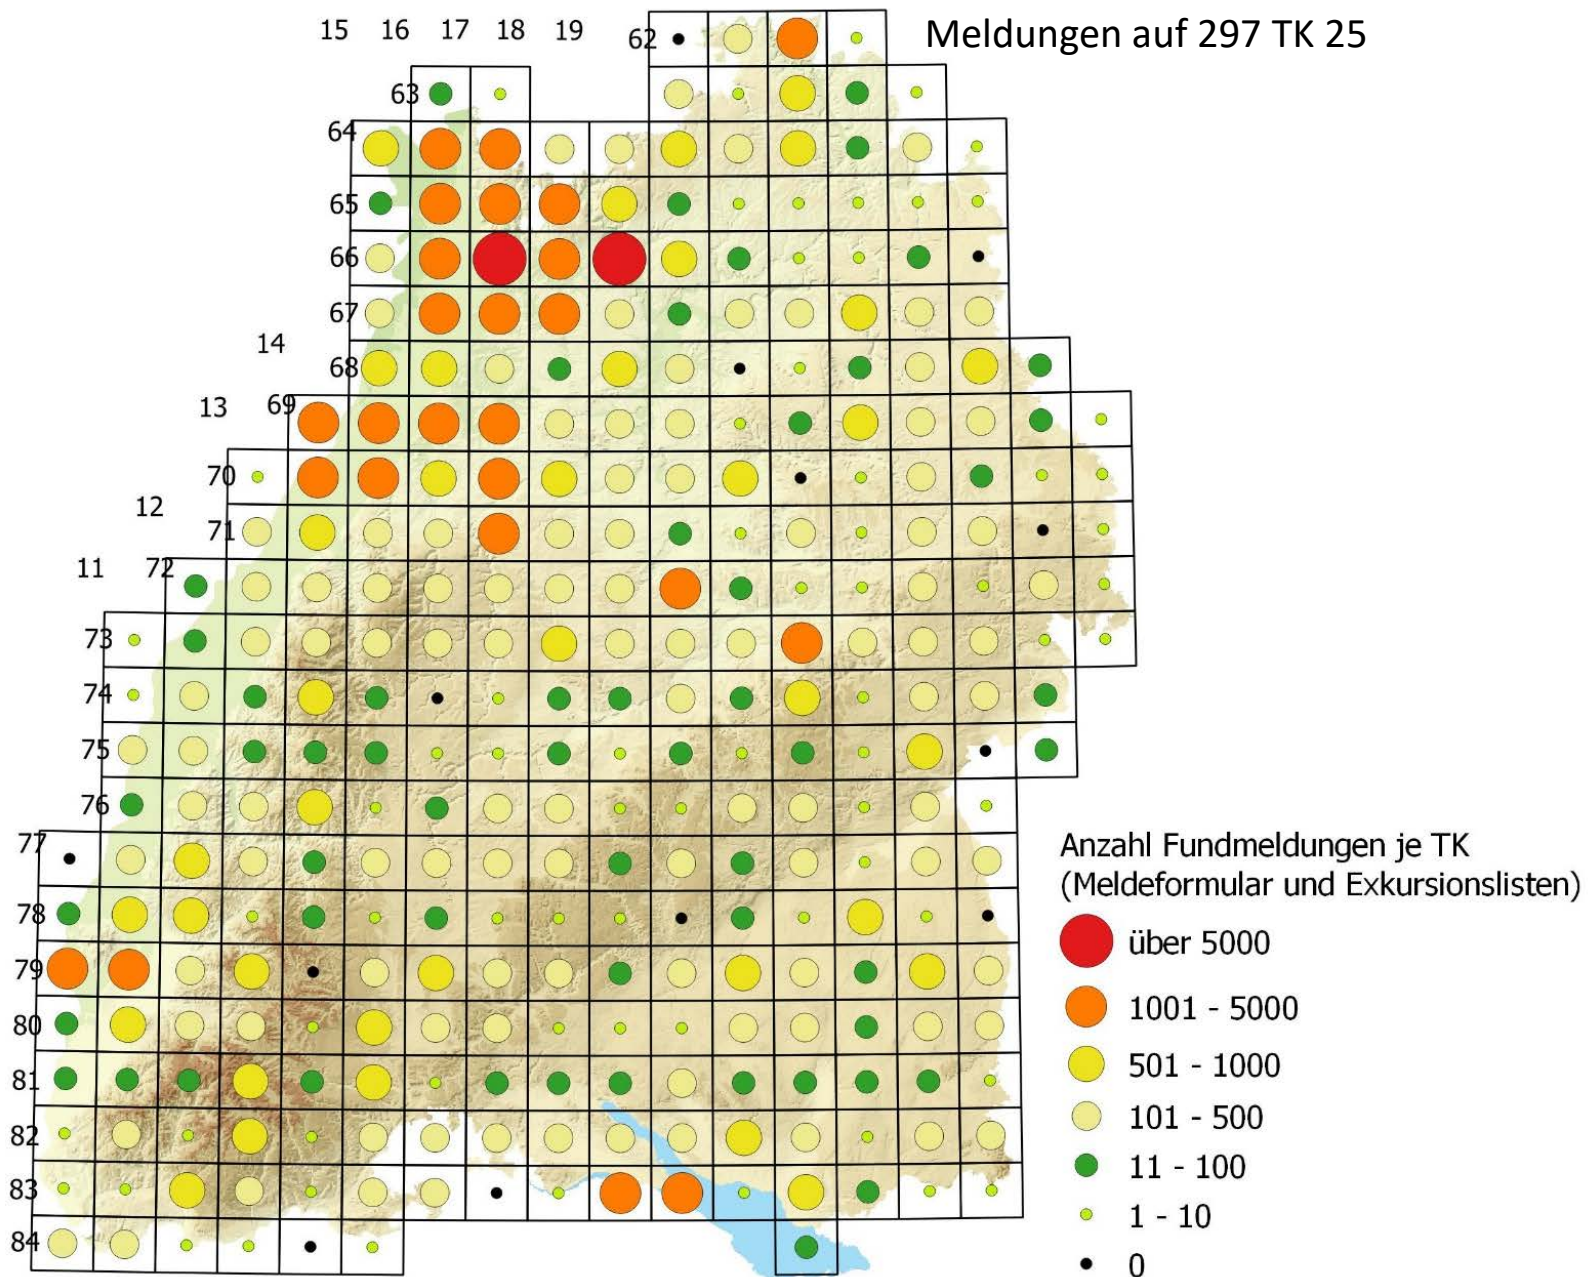 15 16 17 18 19 62 Meldungen auf 297 TK 25
63
64
65
66
67
14
68
13 69
70
12
71
11 72
73
74
75
76
77
Anzahl Fundmeldungen je TK
(Meldeformular und Exkursionslisten)
78
über 5000
79
1001 - 5000
80
501 - 1000
81
101 - 500
82
11 - 100
83
1 - 10
84
0